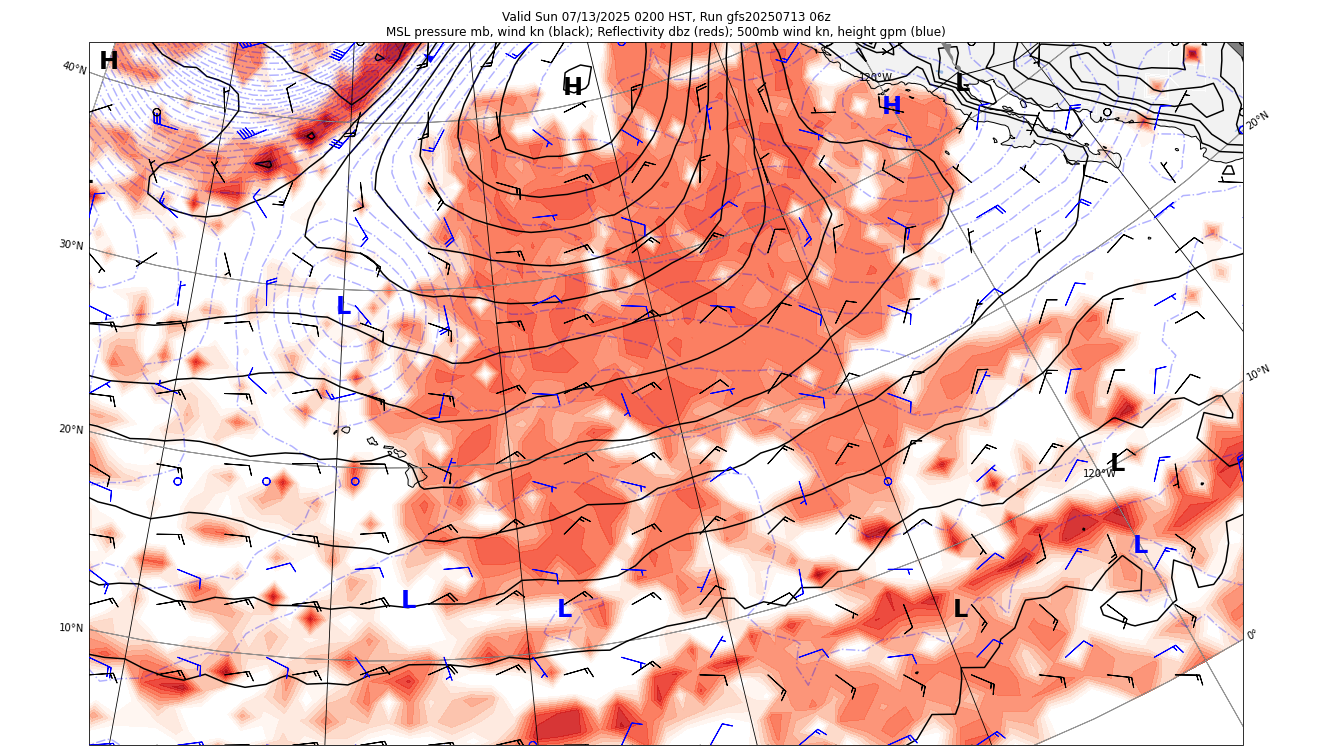 Valid Sun 07/13/2025 0200 HST, Run gfs20250713 06z
MSL pressure mb, wind kn (black); Reflectivity dbz (reds); 500mb wind kn, height gpm (blue)
H
40°N
H
120°W
L
H
20°N
30°N
L
10°N
20°N
L
120°W
L
L
L
L
10°N
0°